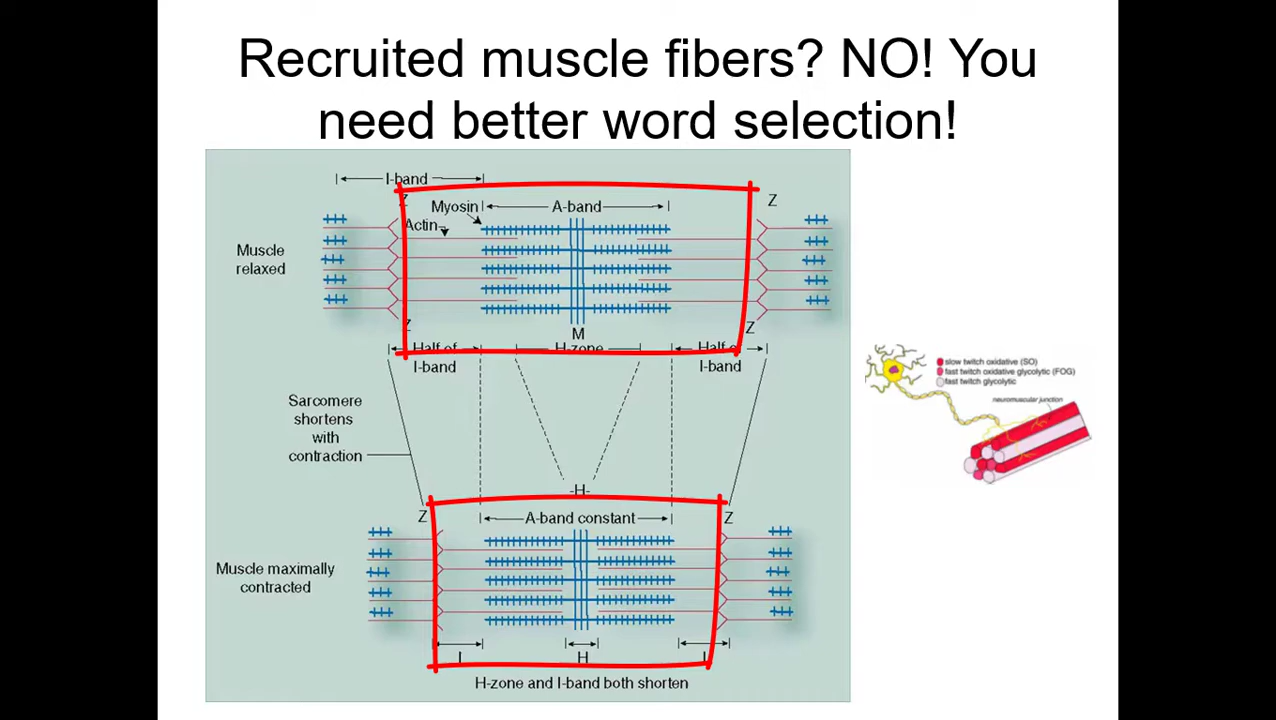 Recruited muscle fibers? NO! You
need better word selection!
I-band
Z
Z
Myosin
A-band
Actin
Muscle
relaxed
Z
M
Z
Half of
I-band
H-zone
Half of
I-band
slow twitch oxidative (SO)
fast twitch oxidative glycolytic (FOG)
fast twitch glycolytic
neuromuscular junction
Sarcomere
shortens
with
contraction
-H-
Z
A-band constant
Z
Muscle maximally
contracted
I
H
I
H-zone and I-band both shorten